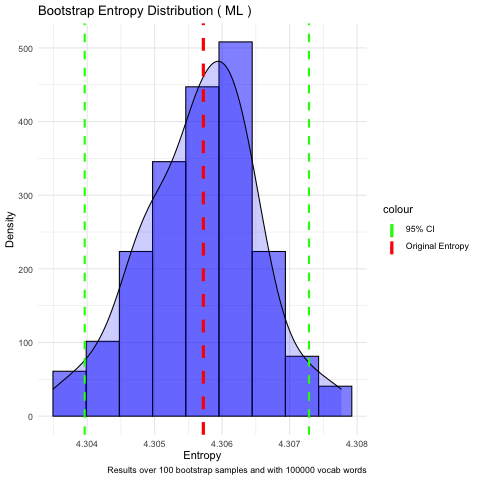 Bootstrap Entropy Distribution ( ML )
500
400
300
200
100
0
Density
4.304 4.305 4.306 4.307 4.308
Entropy
Results over 100 bootstrap samples and with 100000 vocab words
colour
95% CI
Original Entropy